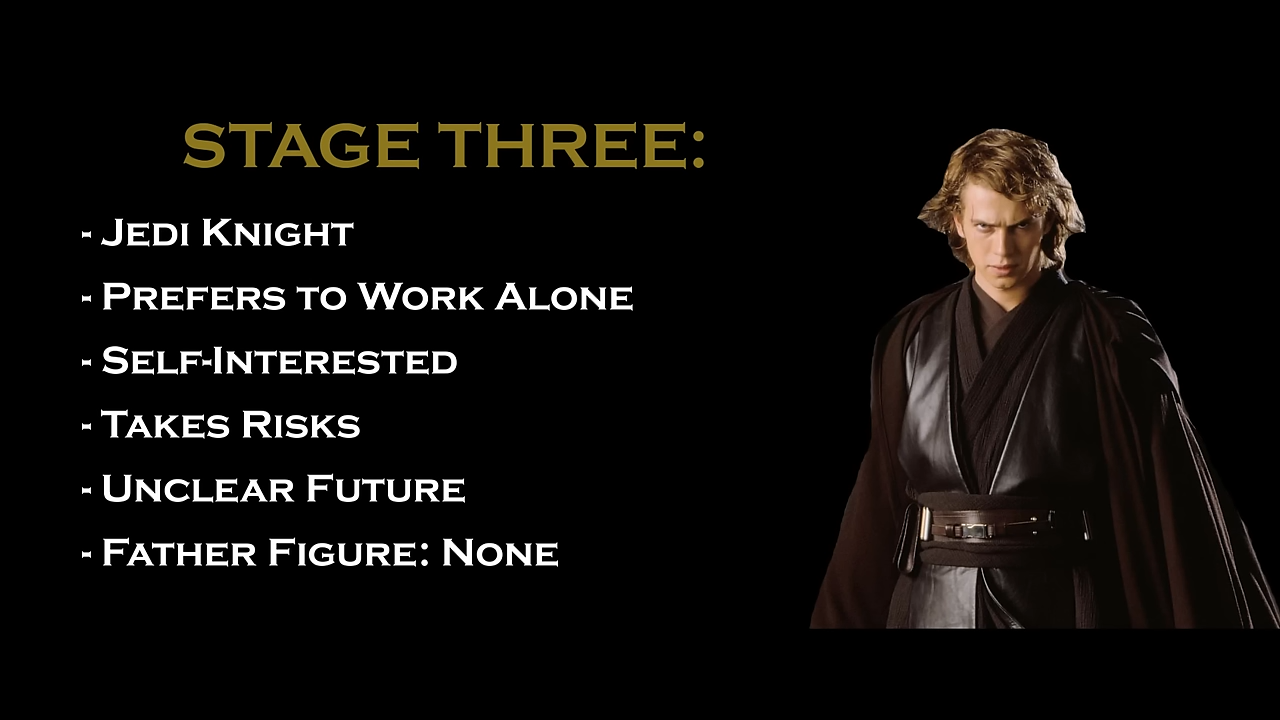 STAGE THREE:
- JEDI KNIGHT
- PREFERS TO WORK ALONE
- SELF-INTERESTED
- TAKES RISKS
- UNCLEAR FUTURE
- FATHER FIGURE: NONE